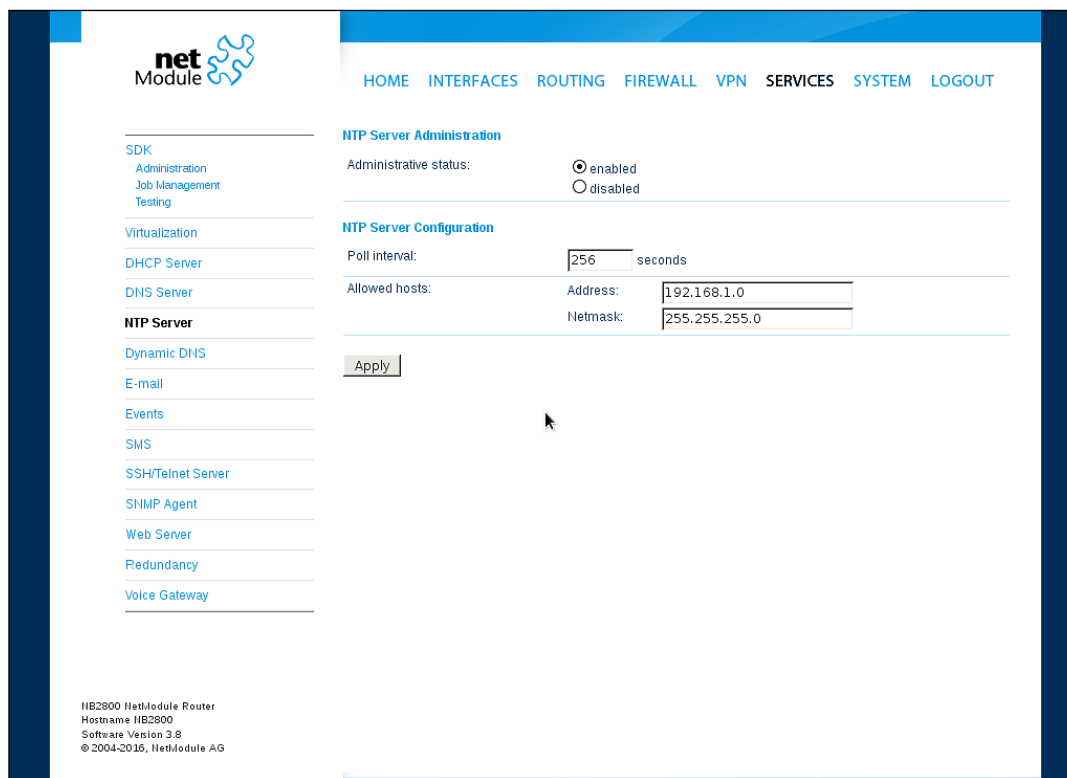 net
Module
HOME INTERFACES ROUTING FIREWALL VPN SERVICES SYSTEM LOGOUT
SDK
Administration
Job Management
Testing
Virtualization
DHCP Server
DNS Server
NTP Server
Dynamic DNS
E-mail
Events
SMS
SSH/Telnet Server
SNMP Agent
Web Server
Redundancy
Voice Gateway
NTP Server Administration
Administrative status:
enabled
disabled
NTP Server Configuration
Poll interval: 256 seconds
Allowed hosts: Address: 192.168.1.0
Netmask: 255.255.255.0
Apply
NB2800 NetModule Router
Hostname NB2800
Software Version 3.8
© 2004-2016, NetModule AG